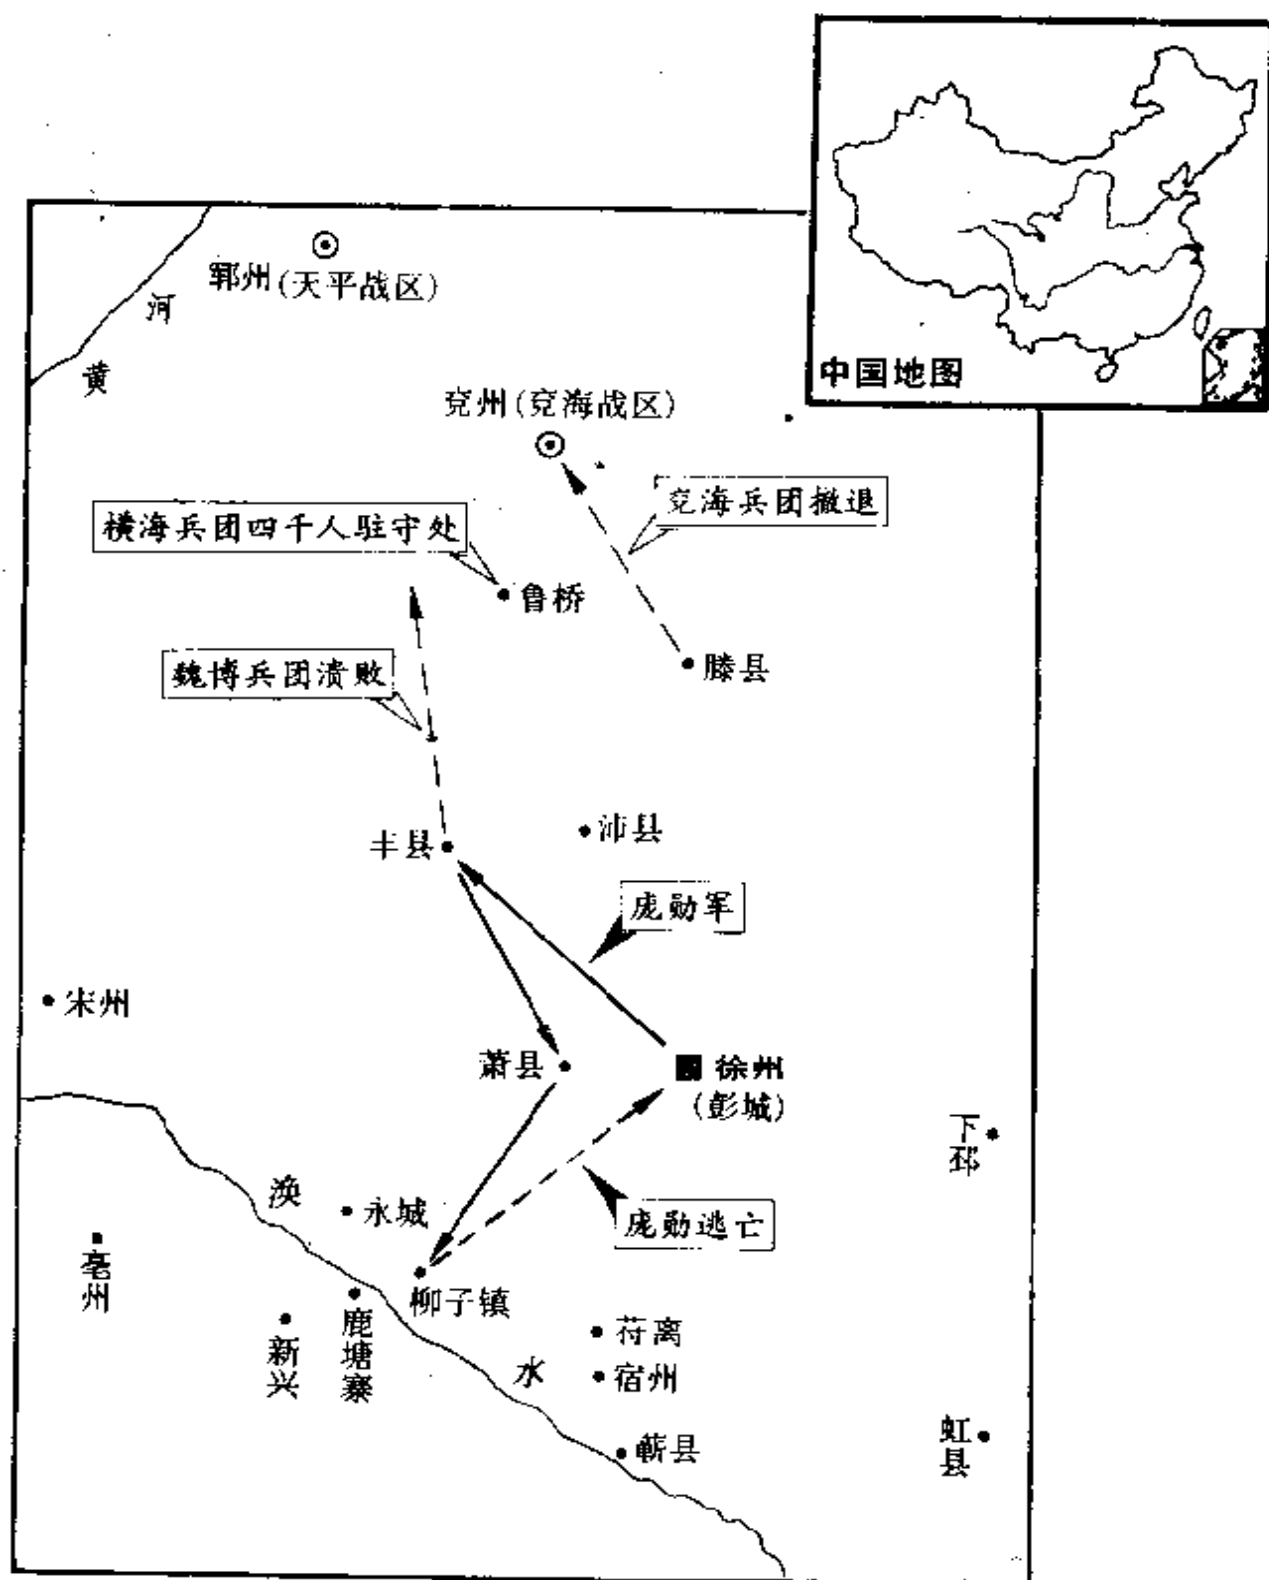 中国地图
郓州(天平战区)
黄河
兖州(兖海战区)
兖海兵团撤退
横海兵团四千人驻守处
鲁桥
滕县
魏博兵团溃败
丰县
沛县
庞勋军
宋州
萧县
徐州
(彭城)
下邳
涣水
永城
庞勋逃亡
亳州
柳子镇
新兴
鹿塘寨
苻离
宿州
蕲县
虹县